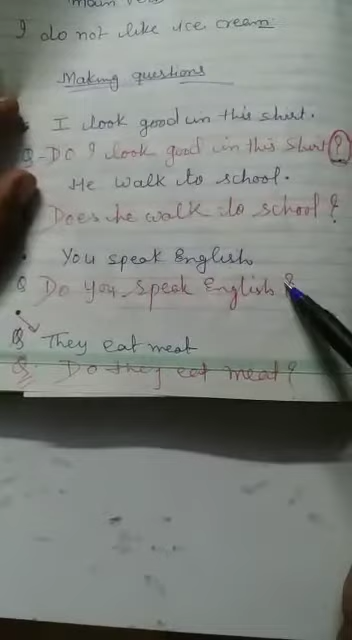 I do not like ice cream.
Making questions
I look good in this shirt.
Q - Do I look good in this Shirt?
He walk to school.
Does he walk to school?
You speak English
Q Do you speak English?
Q They eat meat
Q Do they eat meat?